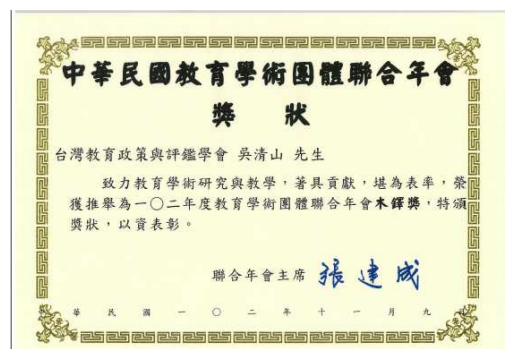 中華民國教育學術團體聯合年會
獎狀
台灣教育政策與評鑑學會 吳清山 先生
致力教育學術研究與教學，著具貢獻，堪為表率，榮
獲推舉為一〇二年度教育學術團體聯合年會木鐸獎，特頒
獎狀，以資表彰。
聯合年會主席 張建成
華民國一〇二年十一月九